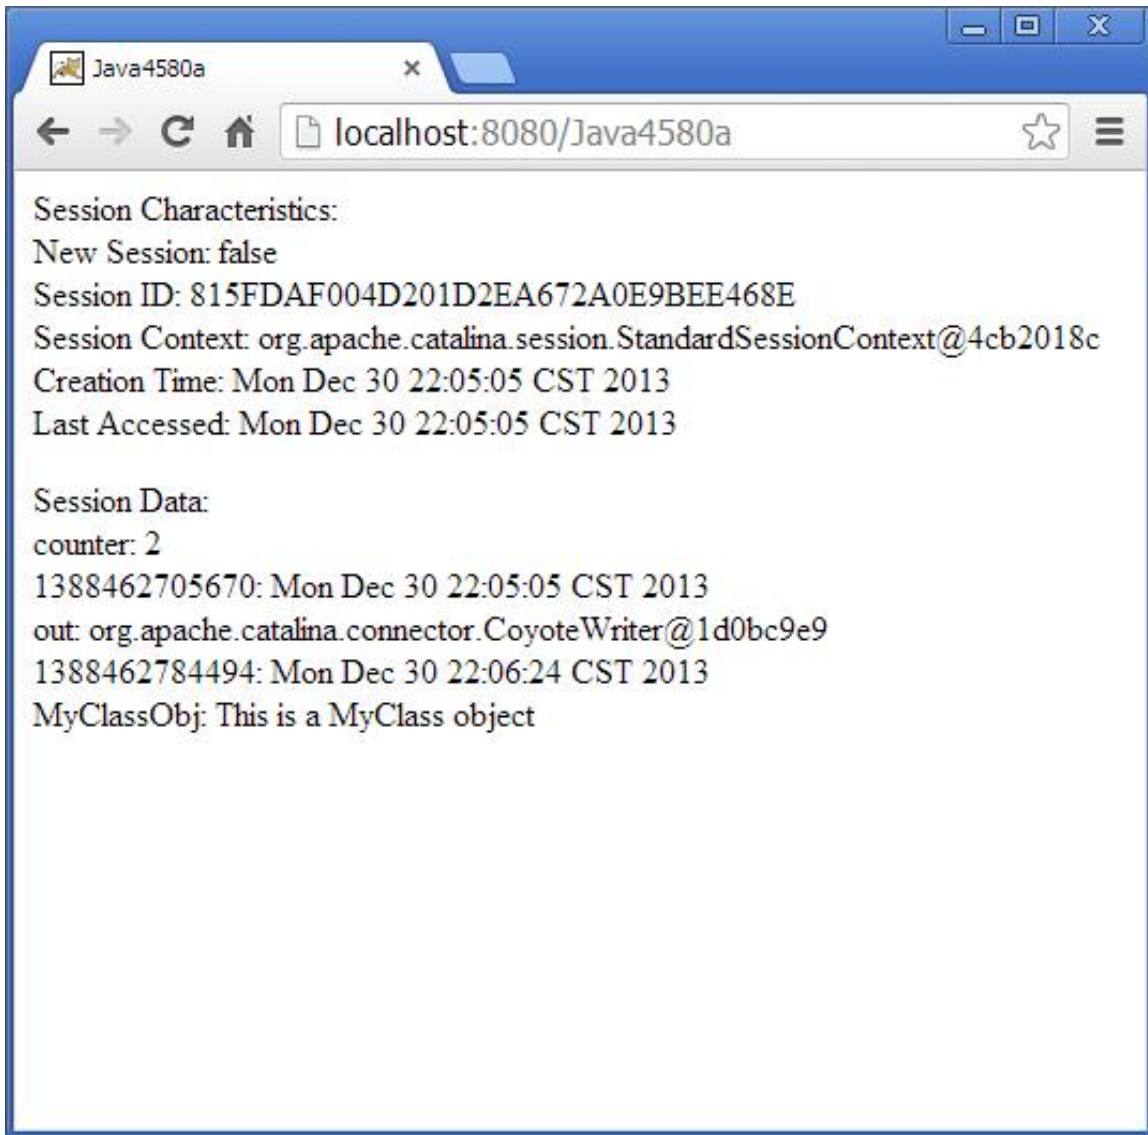 Java4580a
localhost:8080/Java4580a
Session Characteristics:
New Session: false
Session ID: 815FDAF004D201D2EA672A0E9BEE468E
Session Context: org.apache.catalina.session.StandardSessionContext@4cb2018c
Creation Time: Mon Dec 30 22:05:05 CST 2013
Last Accessed: Mon Dec 30 22:05:05 CST 2013
Session Data:
counter: 2
1388462705670: Mon Dec 30 22:05:05 CST 2013
out: org.apache.catalina.connector.CoyoteWriter@1d0bc9e9
1388462784494: Mon Dec 30 22:06:24 CST 2013
MyClassObj: This is a MyClass object